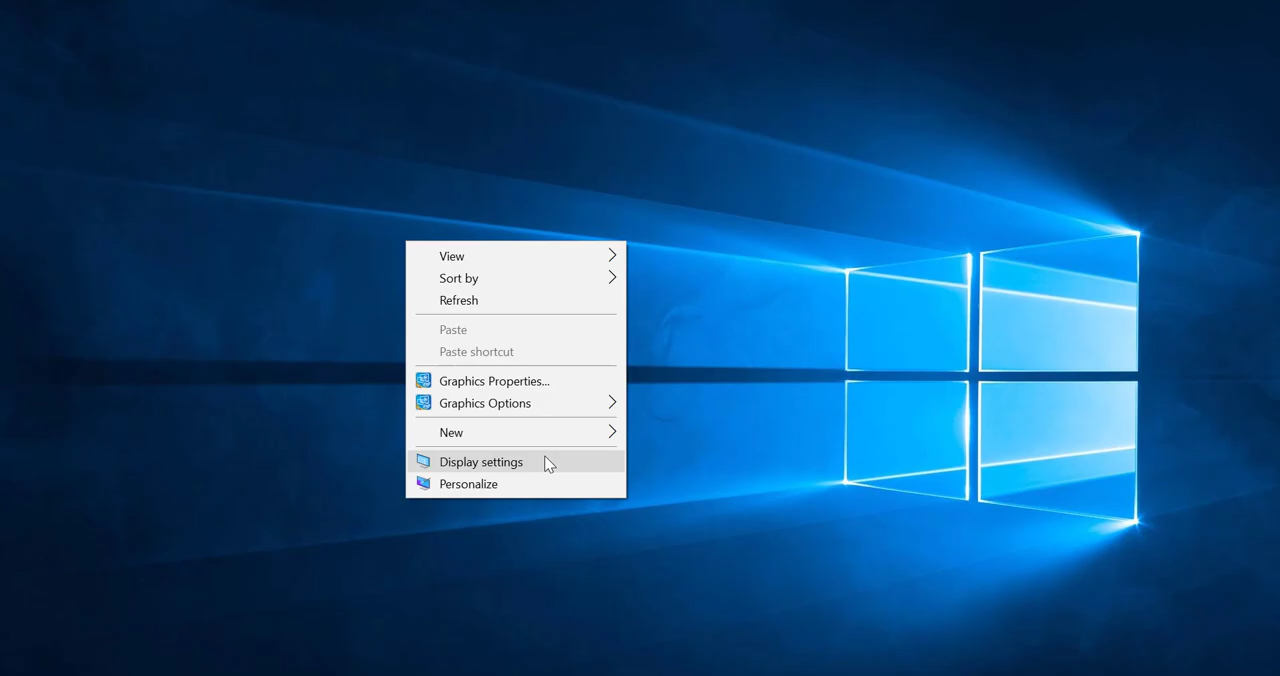 View
Sort by
Refresh
Paste
Paste shortcut
Graphics Properties...
Graphics Options
New
Display settings
Personalize